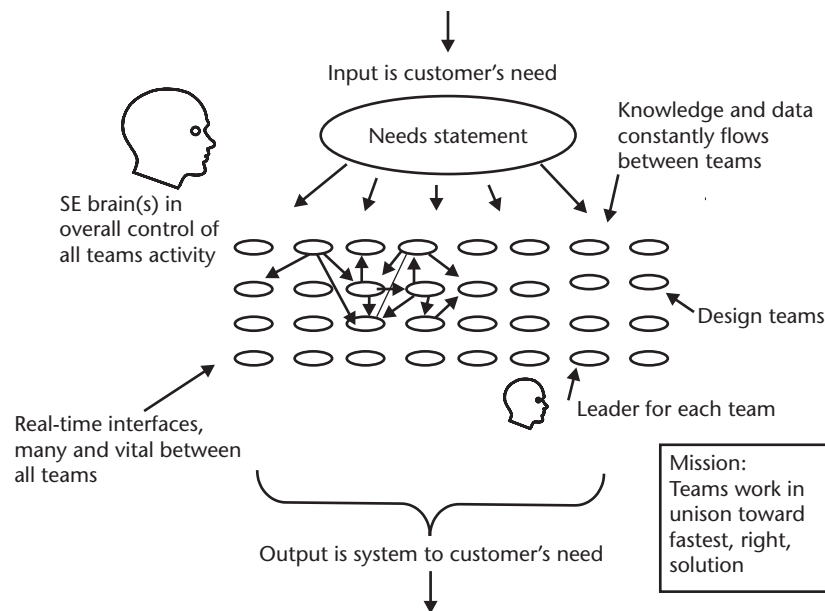 Input is customer's need
Needs statement
Knowledge and data
constantly flows
between teams
SE brain(s) in
overall control of
all teams activity
Design teams
Leader for each team
Real-time interfaces,
many and vital between
all teams
Mission:
Teams work in
unison toward
fastest, right,
solution
Output is system to customer's need